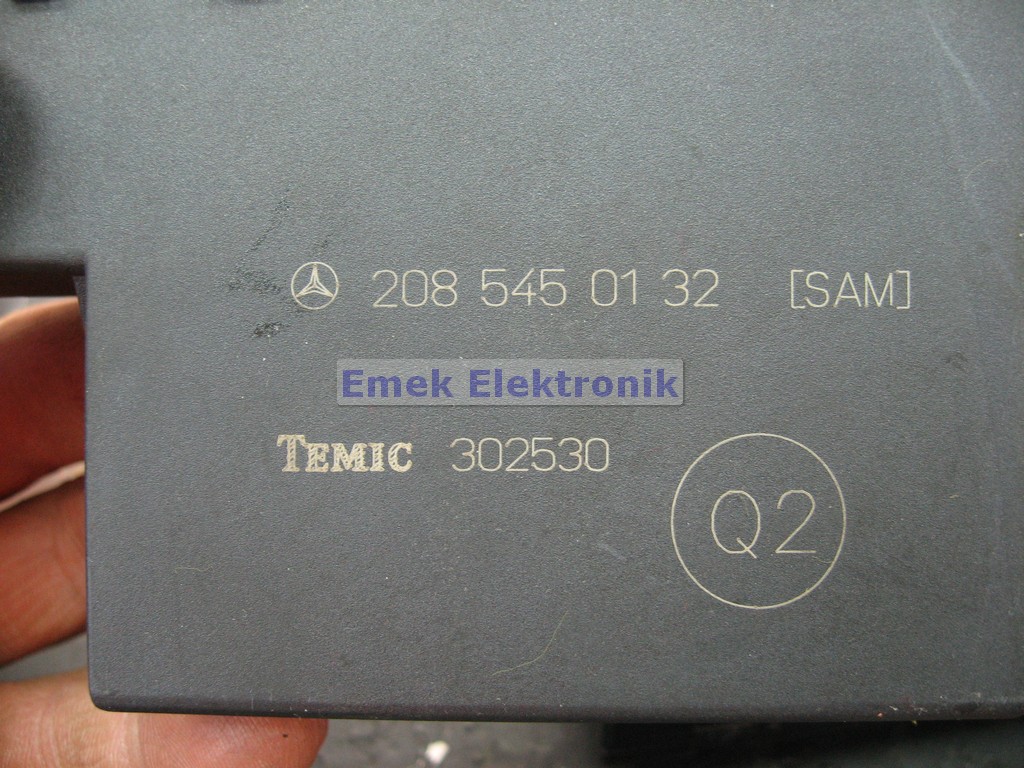 208 545 01 32 [SAM]
Emek Elektronik
TEMIC 302530
Q2